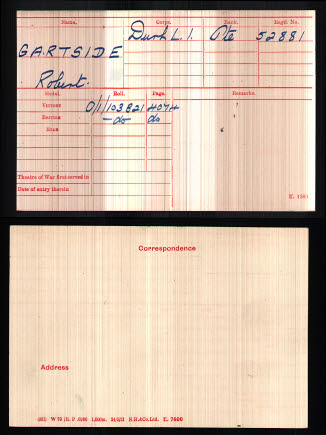 Name. Corps. Rank. Regtl. No.
GARTSIDE Durh L.I. Pte 52881
Robert.
Medal. Roll. Page. Remarks.
Victory O/1/103 B21 4074
British —do— do
Star
Theatre of War first served in
Date of entry therein
K. 1380
Correspondence
Address